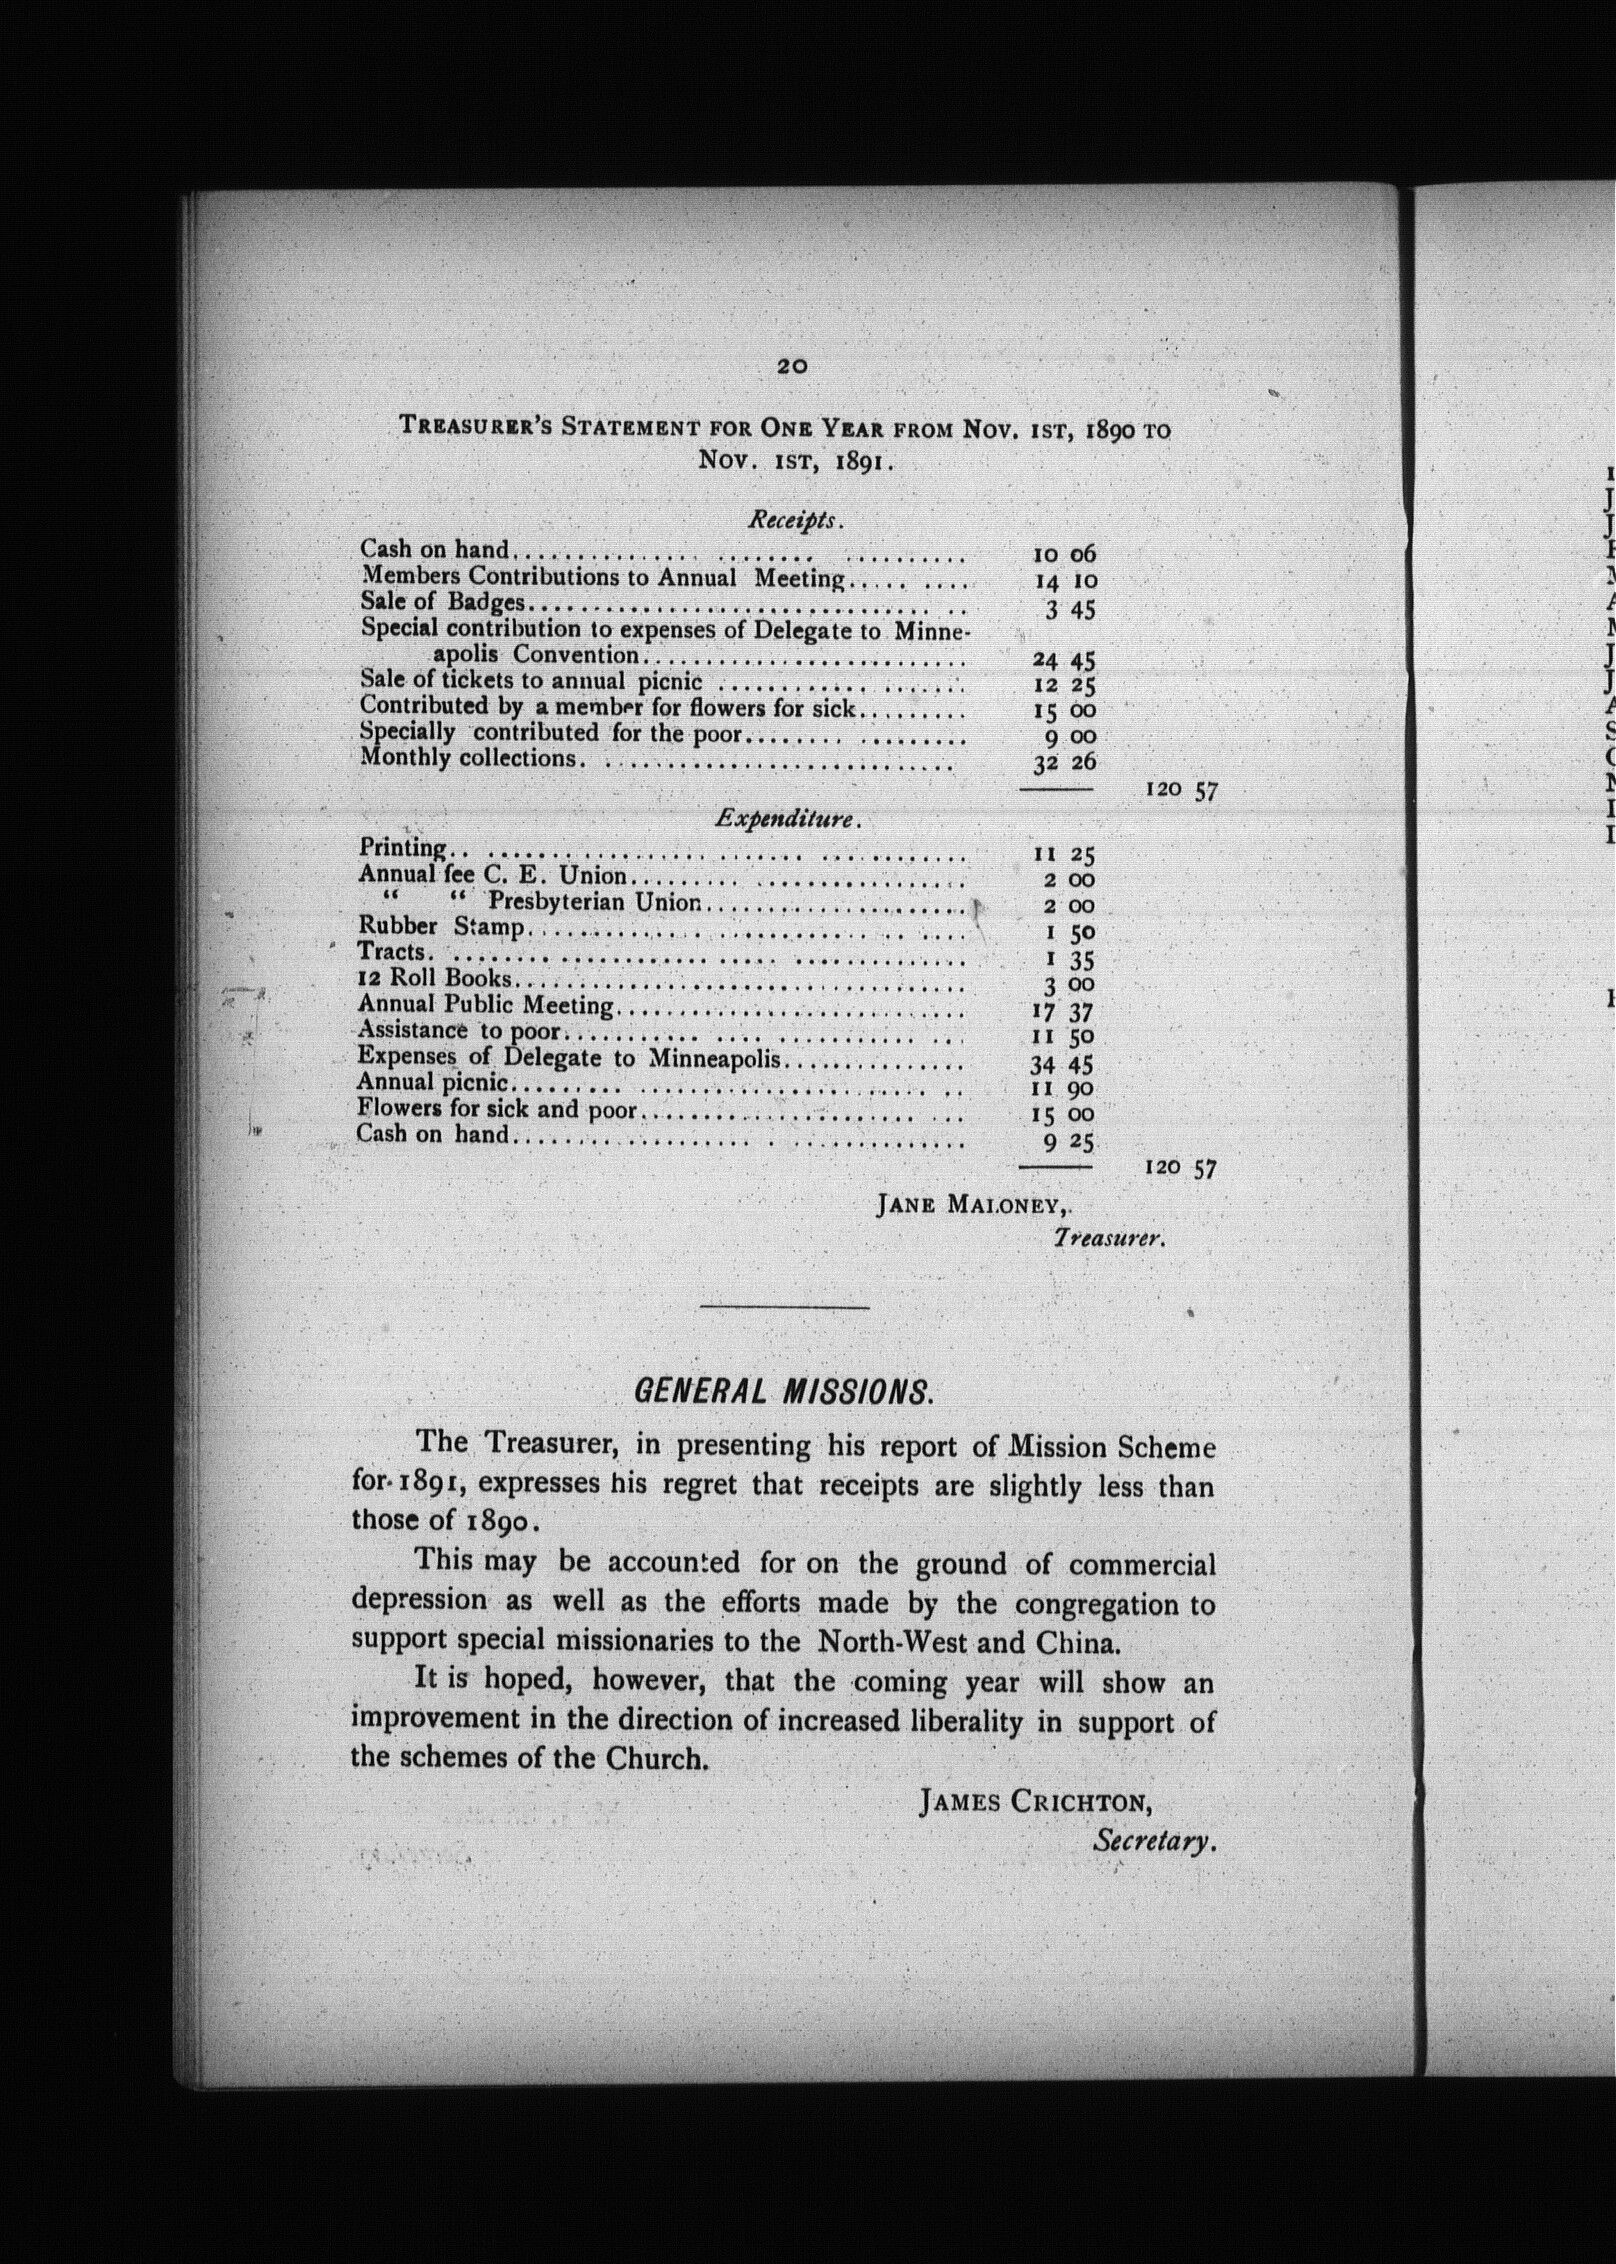 20
TREASURER'S STATEMENT FOR ONE YEAR FROM NOV. 1ST, 1890 TO
NOV. 1ST, 1891.
Receipts.
Cash on hand.................................... 10 06
Members Contributions to Annual Meeting......... 14 10
Sale of Badges.................................. 3 45
Special contribution to expenses of Delegate to Minne-
apolis Convention.......................... 24 45
Sale of tickets to annual picnic ................... 12 25
Contributed by a member for flowers for sick......... 15 00
Specially contributed for the poor................. 9 00
Monthly collections............................. 32 26
120 57
Expenditure.
Printing........................................ 11 25
Annual fee C. E. Union.......................... 2 00
“ “ Presbyterian Union..................... 2 00
Rubber Stamp.................................. 1 50
Tracts......................................... 1 35
12 Roll Books.................................... 3 00
Annual Public Meeting............................ 17 37
Assistance to poor............................... 11 50
Expenses of Delegate to Minneapolis............... 34 45
Annual picnic................................... 11 90
Flowers for sick and poor......................... 15 00
Cash on hand................................... 9 25
120 57
JANE MALONEY,
Treasurer.
GENERAL MISSIONS.
The Treasurer, in presenting his report of Mission Scheme
for 1891, expresses his regret that receipts are slightly less than
those of 1890.
This may be accounted for on the ground of commercial
depression as well as the efforts made by the congregation to
support special missionaries to the North-West and China.
It is hoped, however, that the coming year will show an
improvement in the direction of increased liberality in support of
the schemes of the Church.
JAMES CRICHTON,
Secretary.